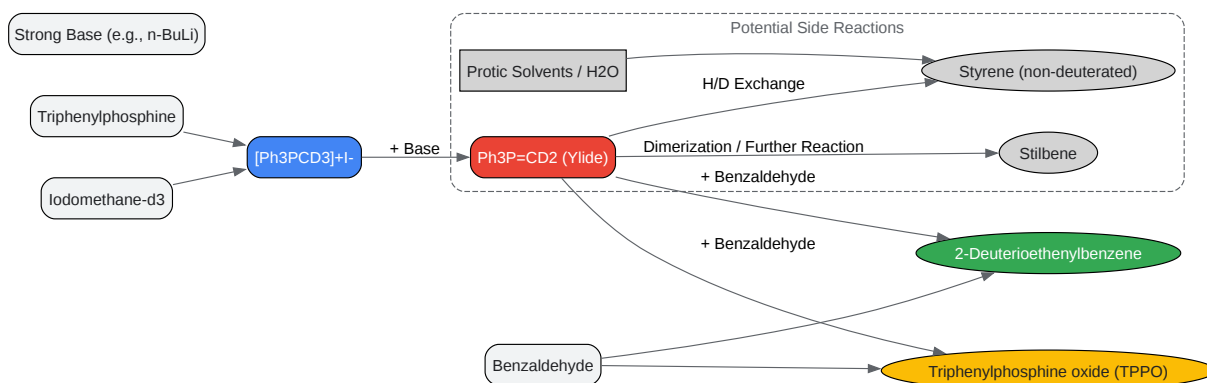 Strong Base (e.g., n-BuLi)
Potential Side Reactions
Protic Solvents / H2O
Styrene (non-deuterated)
H/D Exchange
Triphenylphosphine
[Ph3PCD3]+I-
+ Base
Ph3P=CD2 (Ylide)
Dimerization / Further Reaction
Stilbene
Iodomethane-d3
+ Benzaldehyde
+ Benzaldehyde
2-Deuterioethenylbenzene
Benzaldehyde
Triphenylphosphine oxide (TPPO)